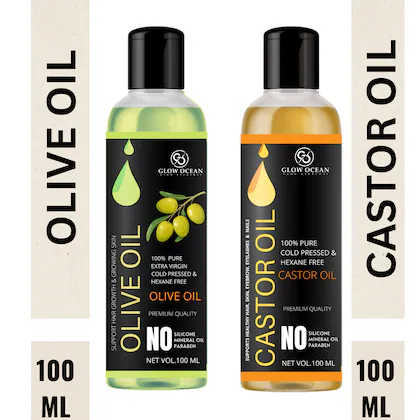 OLIVE OIL
100
ML
GLOW OCEAN
SUPPORT HAIR GROWTH & GROWING SKIN
OLIVE OIL
100% PURE
EXTRA VIRGIN
COLD PRESSED &
HEXANE FREE
OLIVE OIL
PREMIUM QUALITY
NO
SILICONE
MINERAL OIL
PARABEN
NET VOL.100 ML
GLOW OCEAN
SUPPORTS HEALTHY HAIR, SKIN, EYEBROW, EYELASHES & NAILS
CASTOR OIL
100% PURE
COLD PRESSED &
HEXANE FREE
CASTOR OIL
PREMIUM QUALITY
NO
SILICONE
MINERAL OIL
PARABEN
NET VOL.100 ML
CASTOR OIL
100
ML